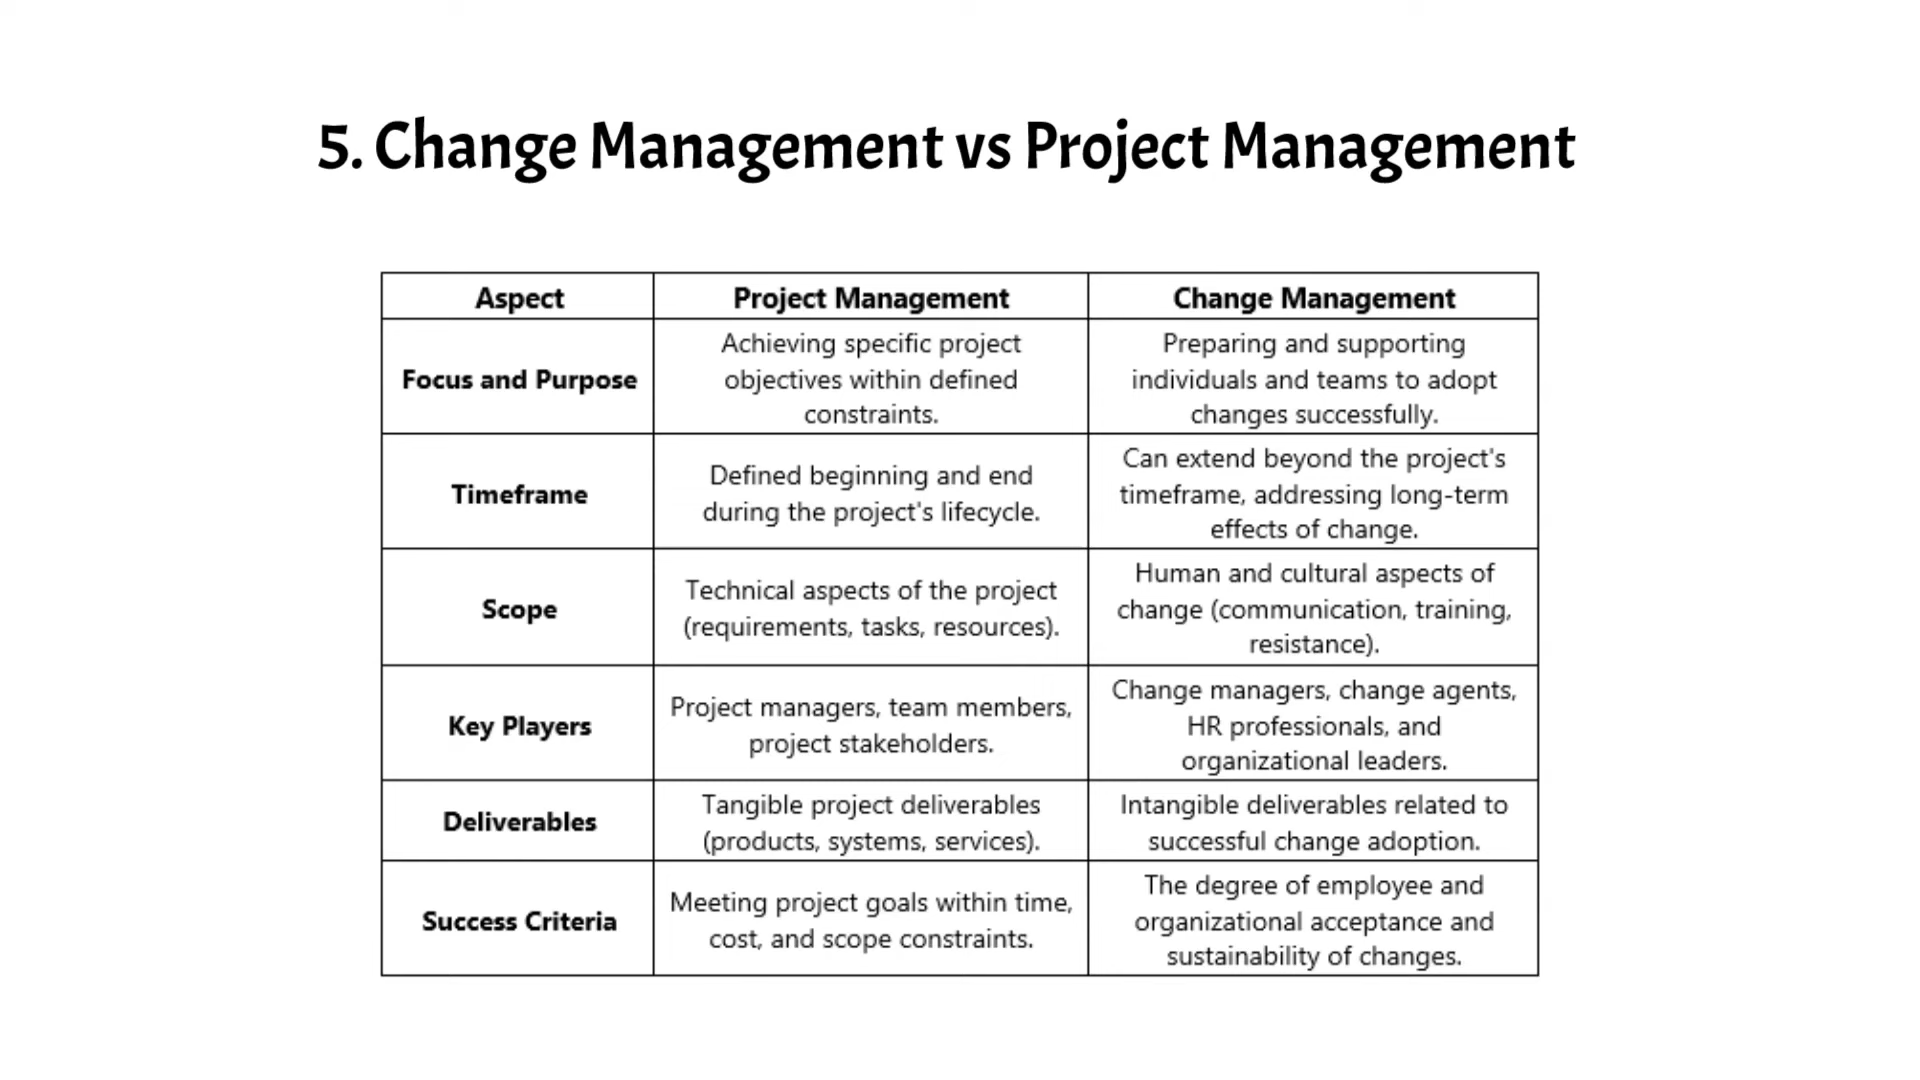 5. Change Management vs Project Management
Aspect
Project Management
Change Management
Focus and Purpose
Achieving specific project
objectives within defined
constraints.
Preparing and supporting
individuals and teams to adopt
changes successfully.
Timeframe
Defined beginning and end
during the project's lifecycle.
Can extend beyond the project's
timeframe, addressing long-term
effects of change.
Scope
Technical aspects of the project
(requirements, tasks, resources).
Human and cultural aspects of
change (communication, training,
resistance).
Key Players
Project managers, team members,
project stakeholders.
Change managers, change agents,
HR professionals, and
organizational leaders.
Deliverables
Tangible project deliverables
(products, systems, services).
Intangible deliverables related to
successful change adoption.
Success Criteria
Meeting project goals within time,
cost, and scope constraints.
The degree of employee and
organizational acceptance and
sustainability of changes.